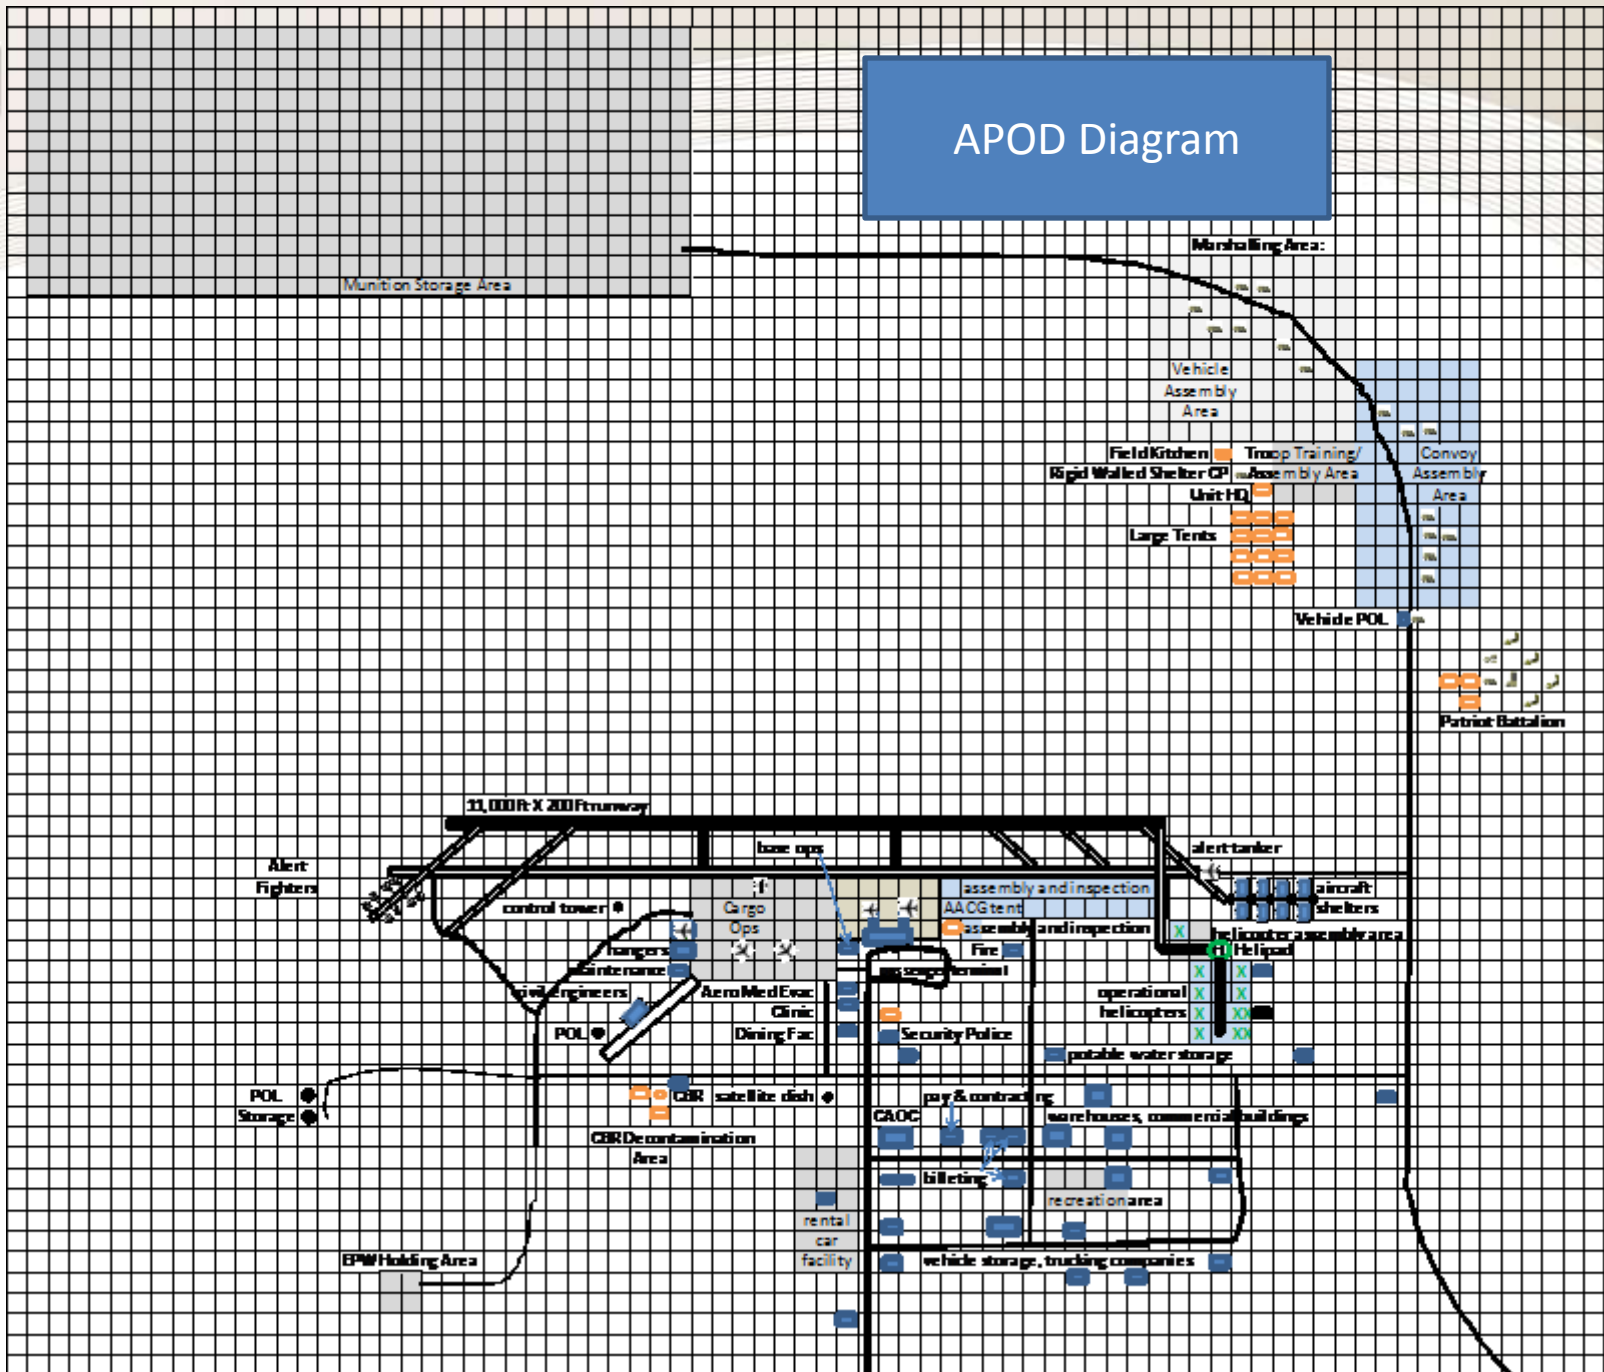 APOD Diagram
Marshalling Area:
Munition Storage Area
Vehicle
Assembly
Area
Field Kitchen
Troop Training/
Assembly Area
Convoy
Assembly
Area
Rigid Walled Shelter CP
Unit HQ
Large Tents
Vehicle POL
Patriot Battalion
11,000 ft X 200 Ft runway
base ops
alert tanker
Alert
Fighters
assembly and inspection
aircraft
shelters
control tower
Cargo
Ops
AACG tent
assembly and inspection
helicopter assembly area
hangers
Fire
H
Helipad
maintenance
passenger terminal
X
X X
civil engineers
AeroMed Evac
operational
helicopters
X X
Clinic
X XX
POL
Dining Fac
Security Police
X XX
potable water storage
POL
Storage
CBR
satellite dish
pay & contracting
CAOC
warehouses, commercial buildings
CBR Decontamination
Area
billeting
recreation area
rental
car
facility
EPW Holding Area
vehicle storage, trucking companies